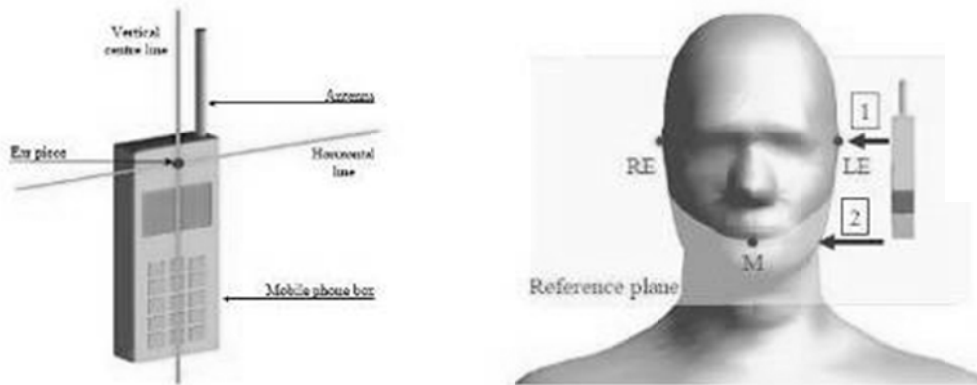 Vertical
centre line
Antenna
Ear piece
Horizontal
line
Mobile phone box
1
RE
LE
2
M
Reference plane